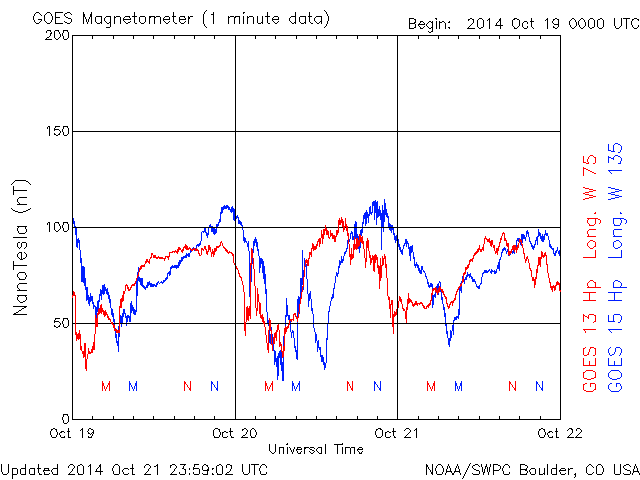 GOES Magnetometer (1 minute data)
Begin: 2014 Oct 19 0000 UTC
200
150
100
50
0
NanoTesla (nT)
M M N N M M N N M M N N
Oct 19 Oct 20 Oct 21 Oct 22
Universal Time
GOES 13 Hp Long. W 75
GOES 15 Hp Long. W 135
Updated 2014 Oct 21 23:59:02 UTC
NOAA/SWPC Boulder, CO USA